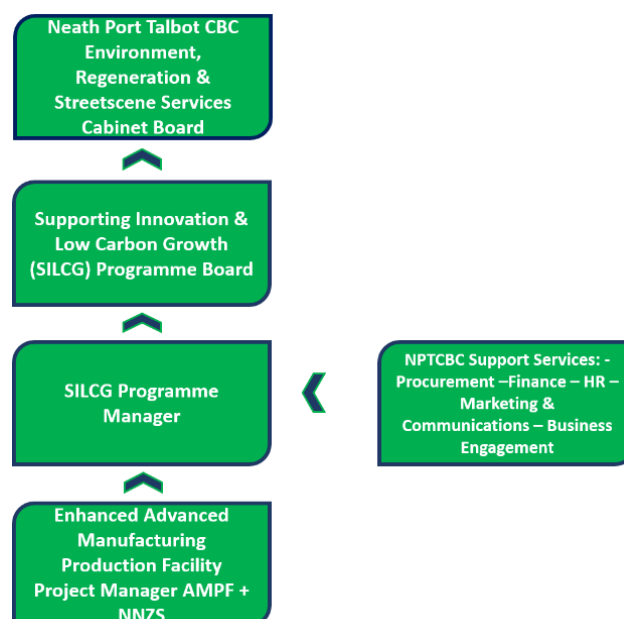 Neath Port Talbot CBC
Environment,
Regeneration &
Streetscene Services
Cabinet Board
Supporting Innovation &
Low Carbon Growth
(SILCG) Programme Board
SILCG Programme
Manager
NPTCBC Support Services: -
Procurement –Finance – HR –
Marketing &
Communications – Business
Engagement
Enhanced Advanced
Manufacturing
Production Facility
Project Manager AMPF +
NNZS